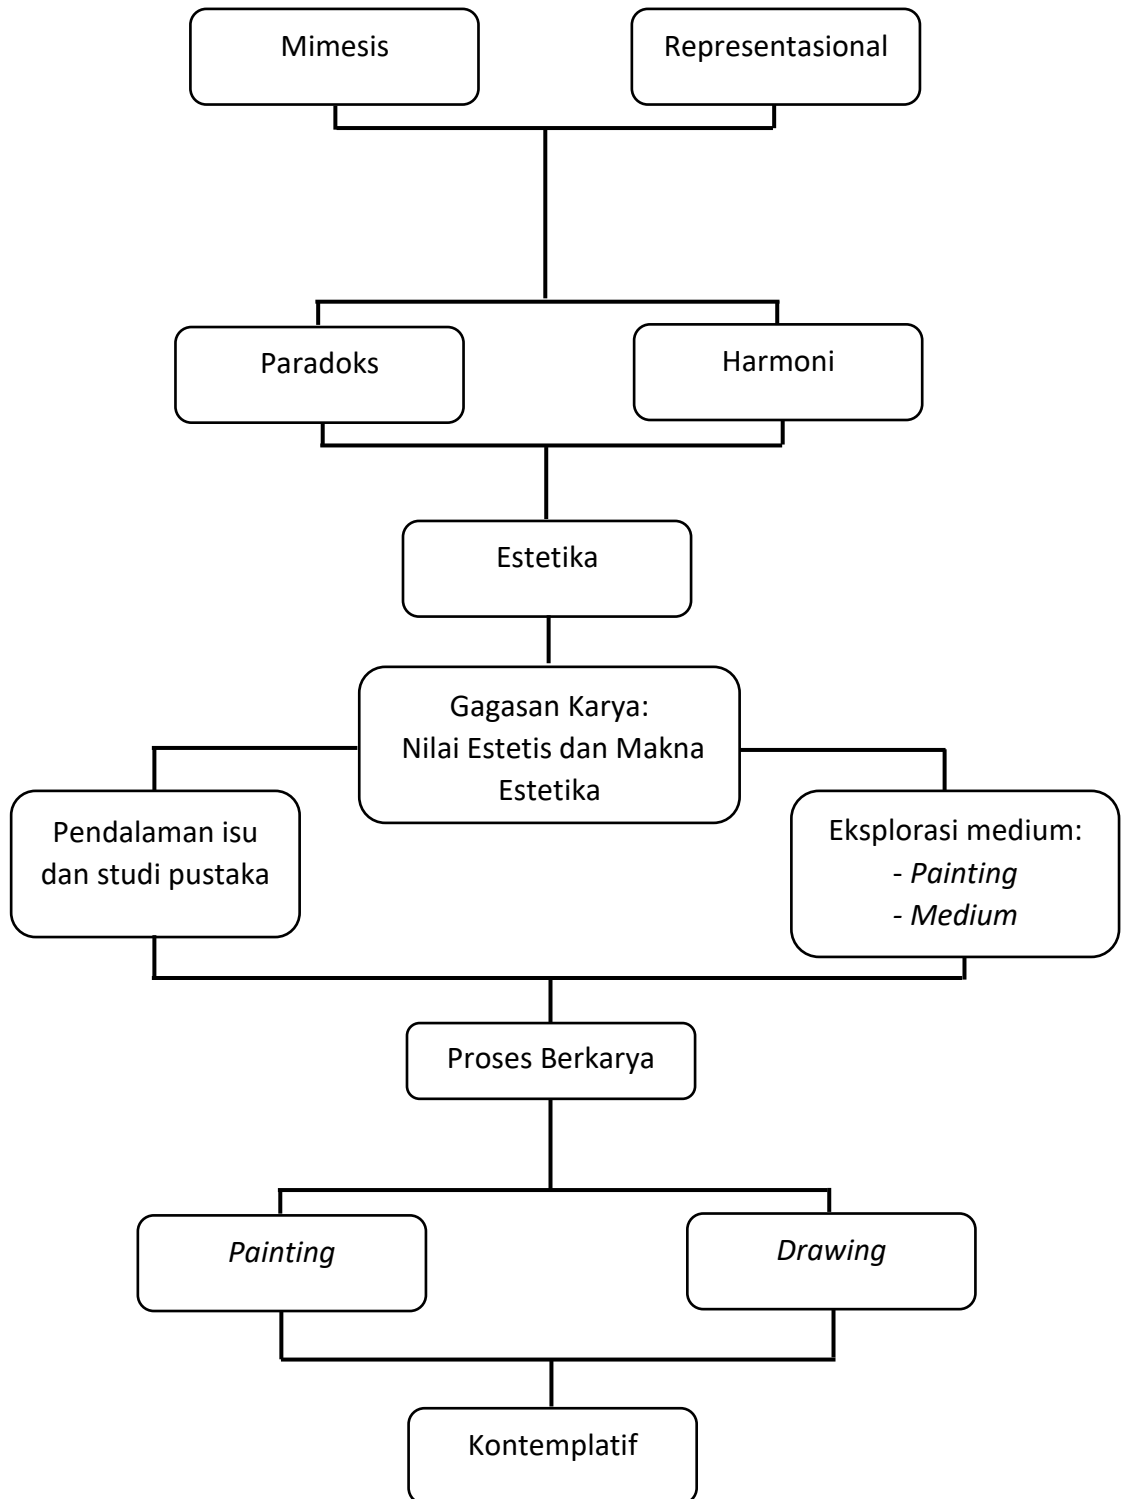 Mimesis
Representasional
Paradoks
Harmoni
Estetika
Gagasan Karya:
Nilai Estetis dan Makna
Estetika
Pendalaman isu
dan studi pustaka
Eksplorasi medium:
- Painting
- Medium
Proses Berkarya
Painting
Drawing
Kontemplatif